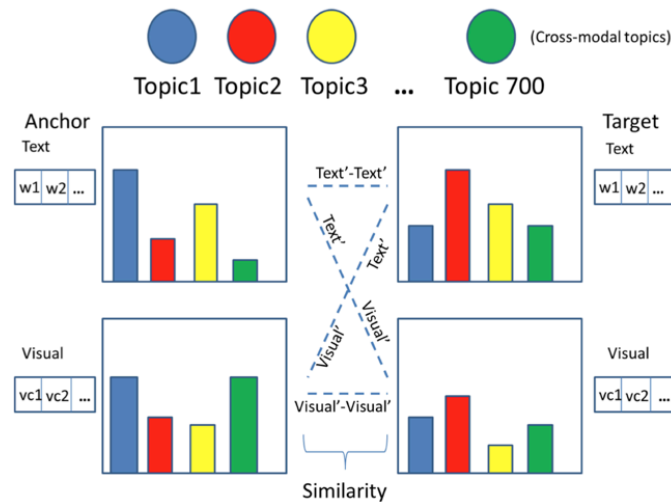 (Cross-modal topics)
Topic1 Topic2 Topic3 ... Topic 700
Anchor
Target
Text
Text
w1 w2 ...
Text’-Text’
w1 w2 ...
Text’
Text’
Visual’
Visual’
Visual
Visual
vc1 vc2 ...
Visual’-Visual’
vc1 vc2 ...
Similarity